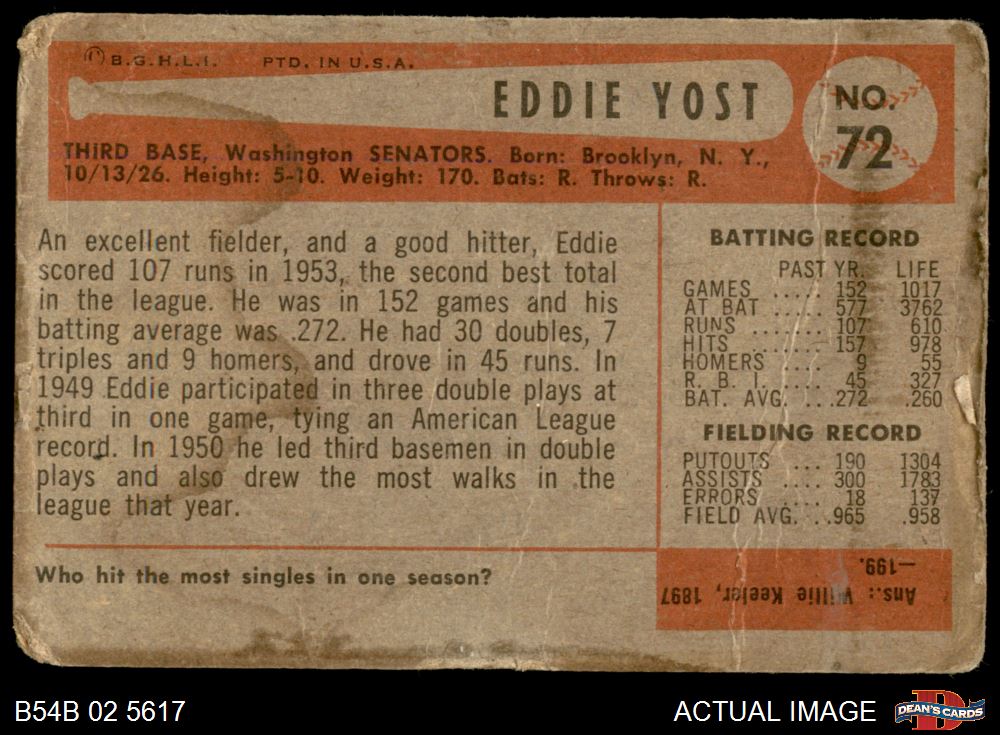 B.G.H.L.I. PTD. IN U.S.A.
EDDIE YOST
NO. 72
THIRD BASE, Washington SENATORS. Born: Brooklyn, N. Y.,
10/13/26. Height: 5-10. Weight: 170. Bats: R. Throws: R.
An excellent fielder, and a good hitter, Eddie
scored 107 runs in 1953, the second best total
in the league. He was in 152 games and his
batting average was .272. He had 30 doubles, 7
triples and 9 homers, and drove in 45 runs. In
1949 Eddie participated in three double plays at
third in one game, tying an American League
record. In 1950 he led third basemen in double
plays and also drew the most walks in the
league that year.
BATTING RECORD
PAST YR. LIFE
GAMES ..... 152 1017
AT BAT ..... 577 3762
RUNS ....... 107 610
HITS ....... 157 978
HOMERS .... 9 55
R. B. I. .... 45 327
BAT. AVG. ...272 .260
FIELDING RECORD
PUTOUTS ... 190 1304
ASSISTS .... 300 1783
ERRORS .... 18 137
FIELD AVG. ..965 .958
Who hit the most singles in one season?
Ans.: Willie Keeler, 1897
—199.
B54B 02 5617
ACTUAL IMAGE
D
DEAN'S CARDS